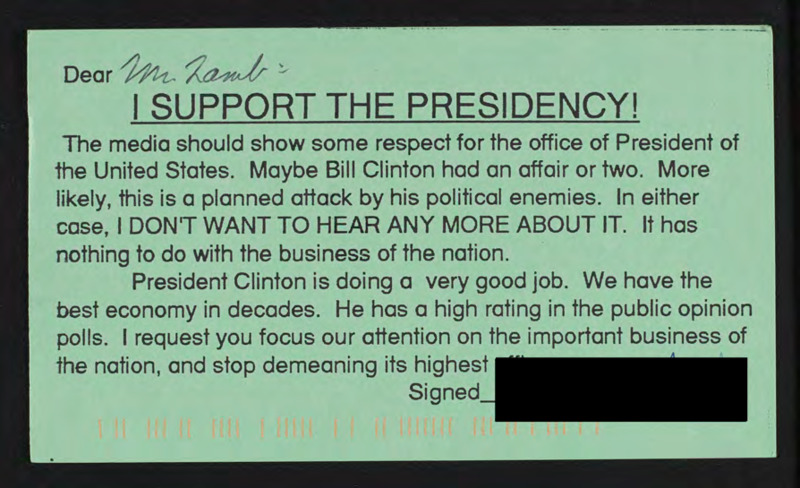 Dear Mr. Lamb:
I SUPPORT THE PRESIDENCY!
The media should show some respect for the office of President of
the United States. Maybe Bill Clinton had an affair or two. More
likely, this is a planned attack by his political enemies. In either
case, I DON'T WANT TO HEAR ANY MORE ABOUT IT. It has
nothing to do with the business of the nation.
President Clinton is doing a very good job. We have the
best economy in decades. He has a high rating in the public opinion
polls. I request you focus our attention on the important business of
the nation, and stop demeaning its highest
Signed_